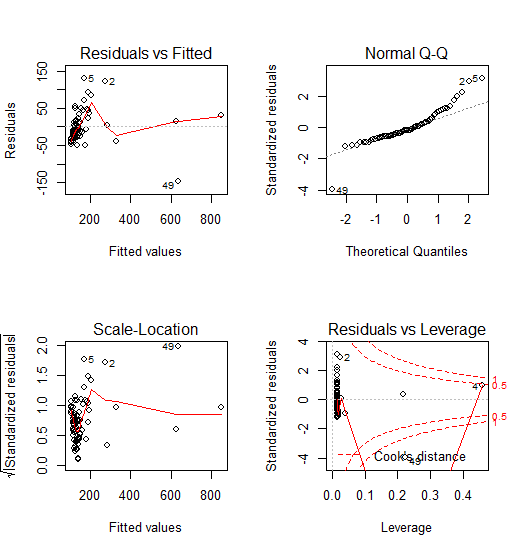 Residuals vs Fitted
Residuals
-150 -50 50 150
5
2
49
200 400 600 800
Fitted values
Normal Q-Q
Standardized residuals
-4 -2 0 2
2
5
49
-2 -1 0 1 2
Theoretical Quantiles
Scale-Location
√|Standardized residuals|
0.0 0.5 1.0 1.5 2.0
5
2
49
200 400 600 800
Fitted values
Residuals vs Leverage
Standardized residuals
-4 -2 0 2 4
2
4
49
1
0.5
0.5
1
Cook's distance
0.0 0.1 0.2 0.3 0.4
Leverage